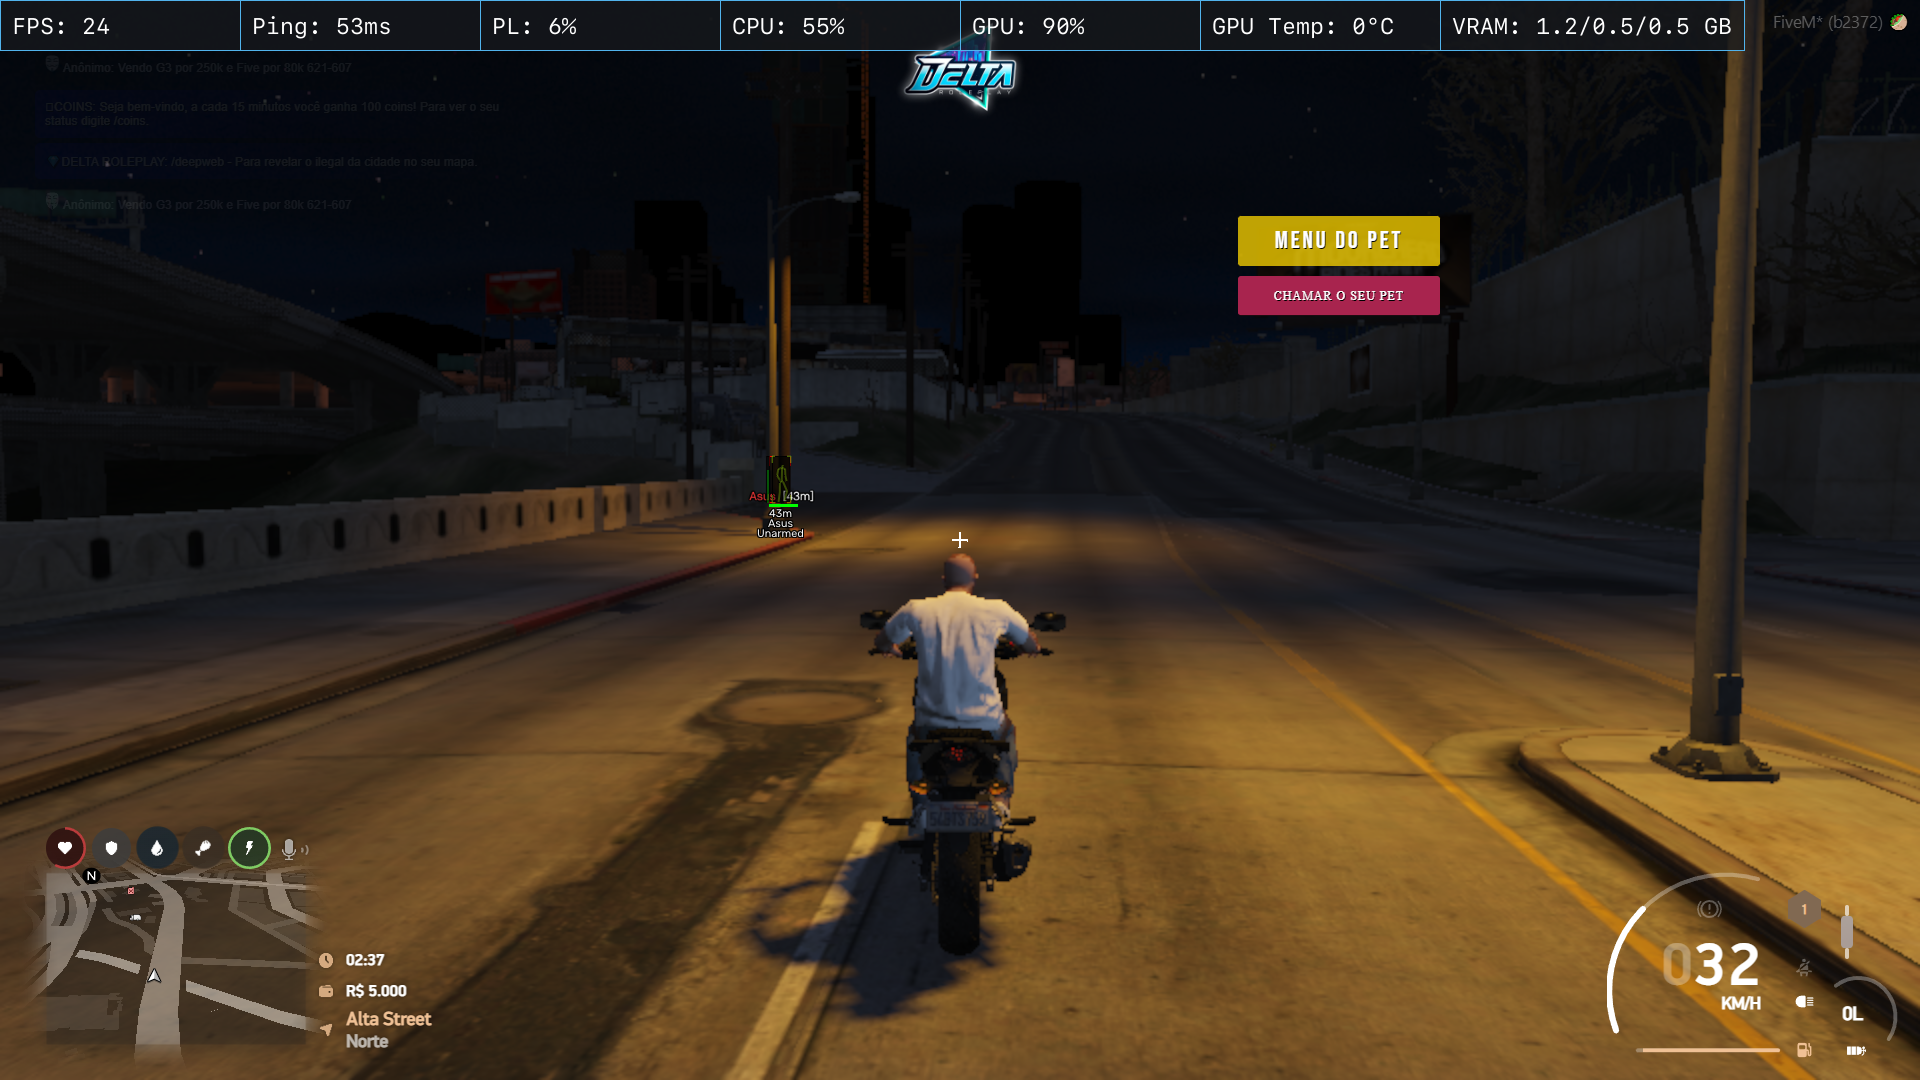 FPS: 24
Ping: 53ms
PL: 6%
CPU: 55%
GPU: 90%
GPU Temp: 0°C
VRAM: 1.2/0.5/0.5 GB
FiveM* (b2372)
DELTA
ROLEPLAY
Anônimo: Vendo G3 por 250k e Five por 80k 621-607
COINS: Seja bem-vindo, a cada 15 minutos você ganha 100 coins! Para ver o seu
status digite /coins.
DELTA ROLEPLAY: /deepweb - Para revelar o ilegal da cidade no seu mapa.
Anônimo: Vendo G3 por 250k e Five por 80k 621-607
MENU DO PET
CHAMAR O SEU PET
Asus [43m]
43m
Asus
Unarmed
N
02:37
R$ 5.000
Alta Street
Norte
1
032
KM/H
0L